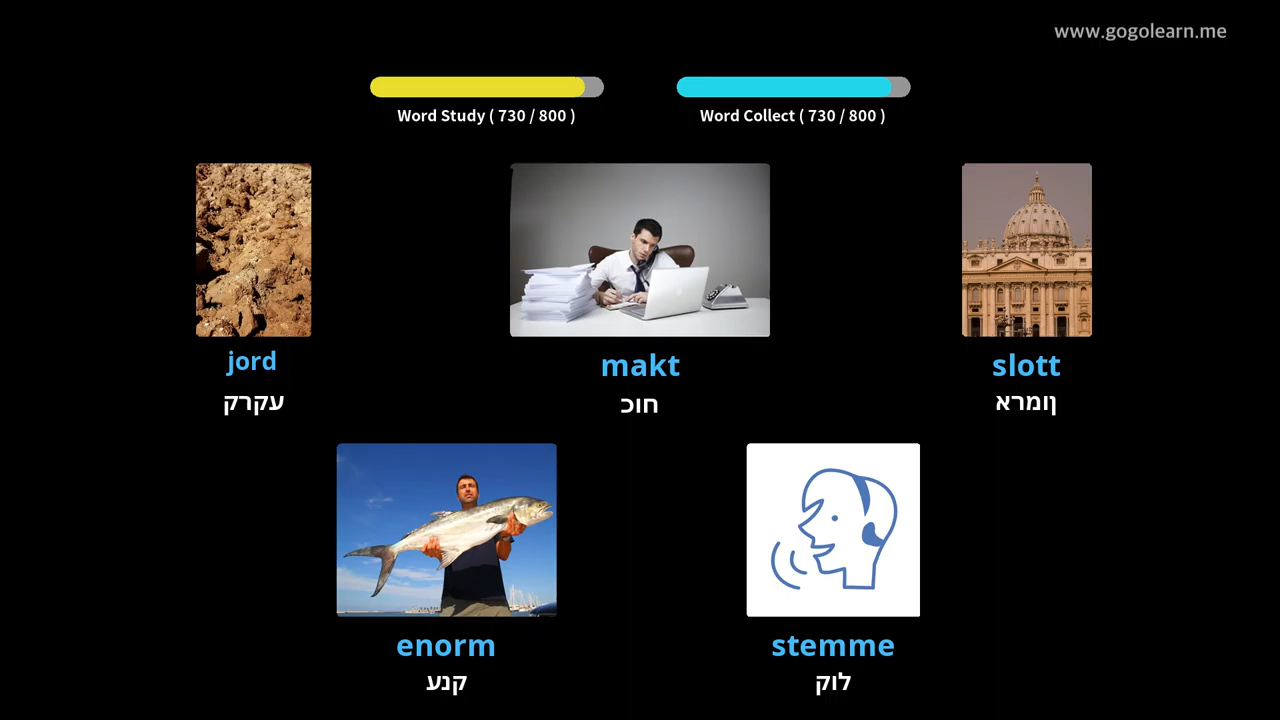 www.gogolearn.me
Word Study ( 730 / 800 )
Word Collect ( 730 / 800 )
jord
עקרק
makt
חוכ
slott
ןומרא
enorm
קנע
stemme
לוק